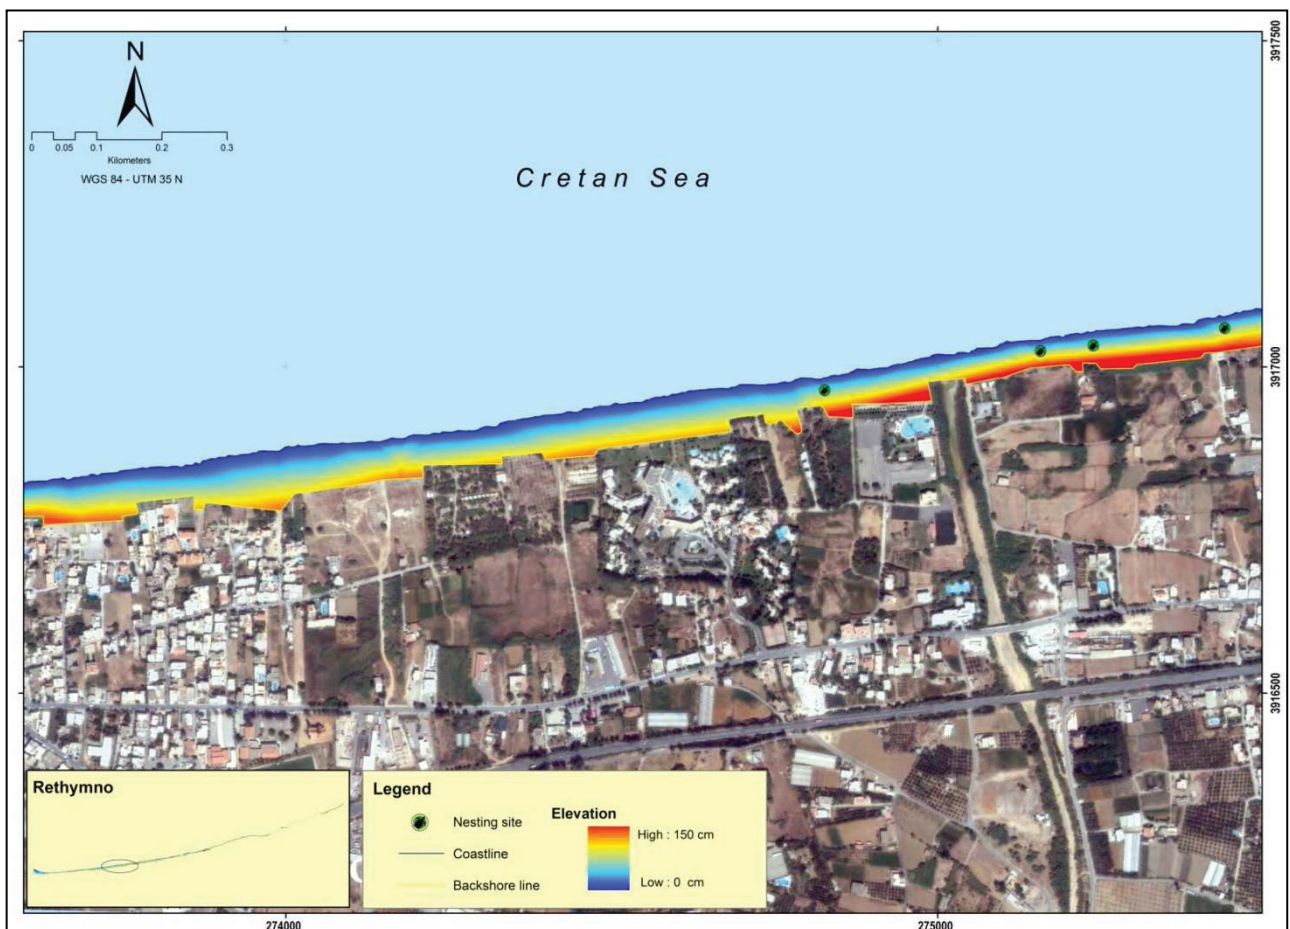 N
0 0.05 0.1 0.2 0.3
Kilometers
WGS 84 - UTM 35 N
Cretan Sea
3917500
3917000
3916500
Rethymno
Legend
Nesting site
Coastline
Backshore line
Elevation
High : 150 cm
Low : 0 cm
274000 275000